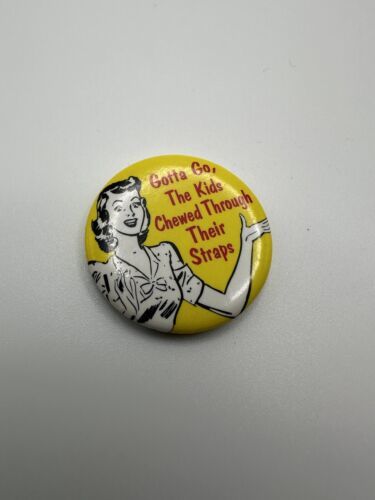 Gotta Go,
The Kids
Chewed Through
Their
Straps